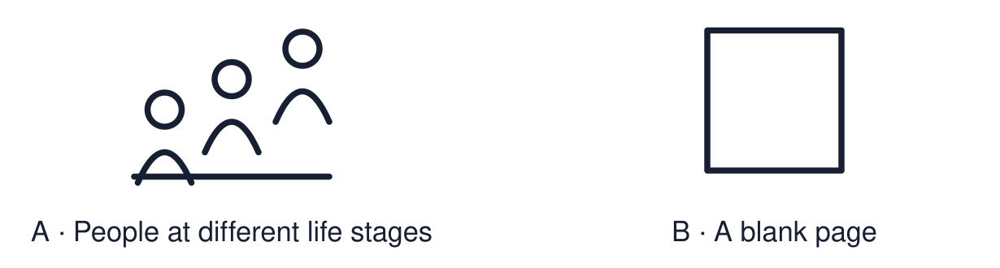 A · People at different life stages
B · A blank page